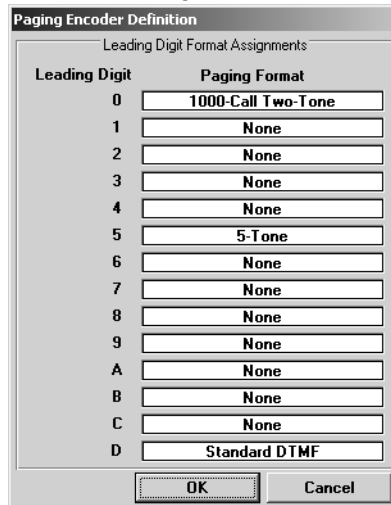 Paging Encoder Definition
Leading Digit Format Assignments
Leading Digit Paging Format
0 1000-Call Two-Tone
1 None
2 None
3 None
4 None
5 5-Tone
6 None
7 None
8 None
9 None
A None
B None
C None
D Standard DTMF
OK Cancel